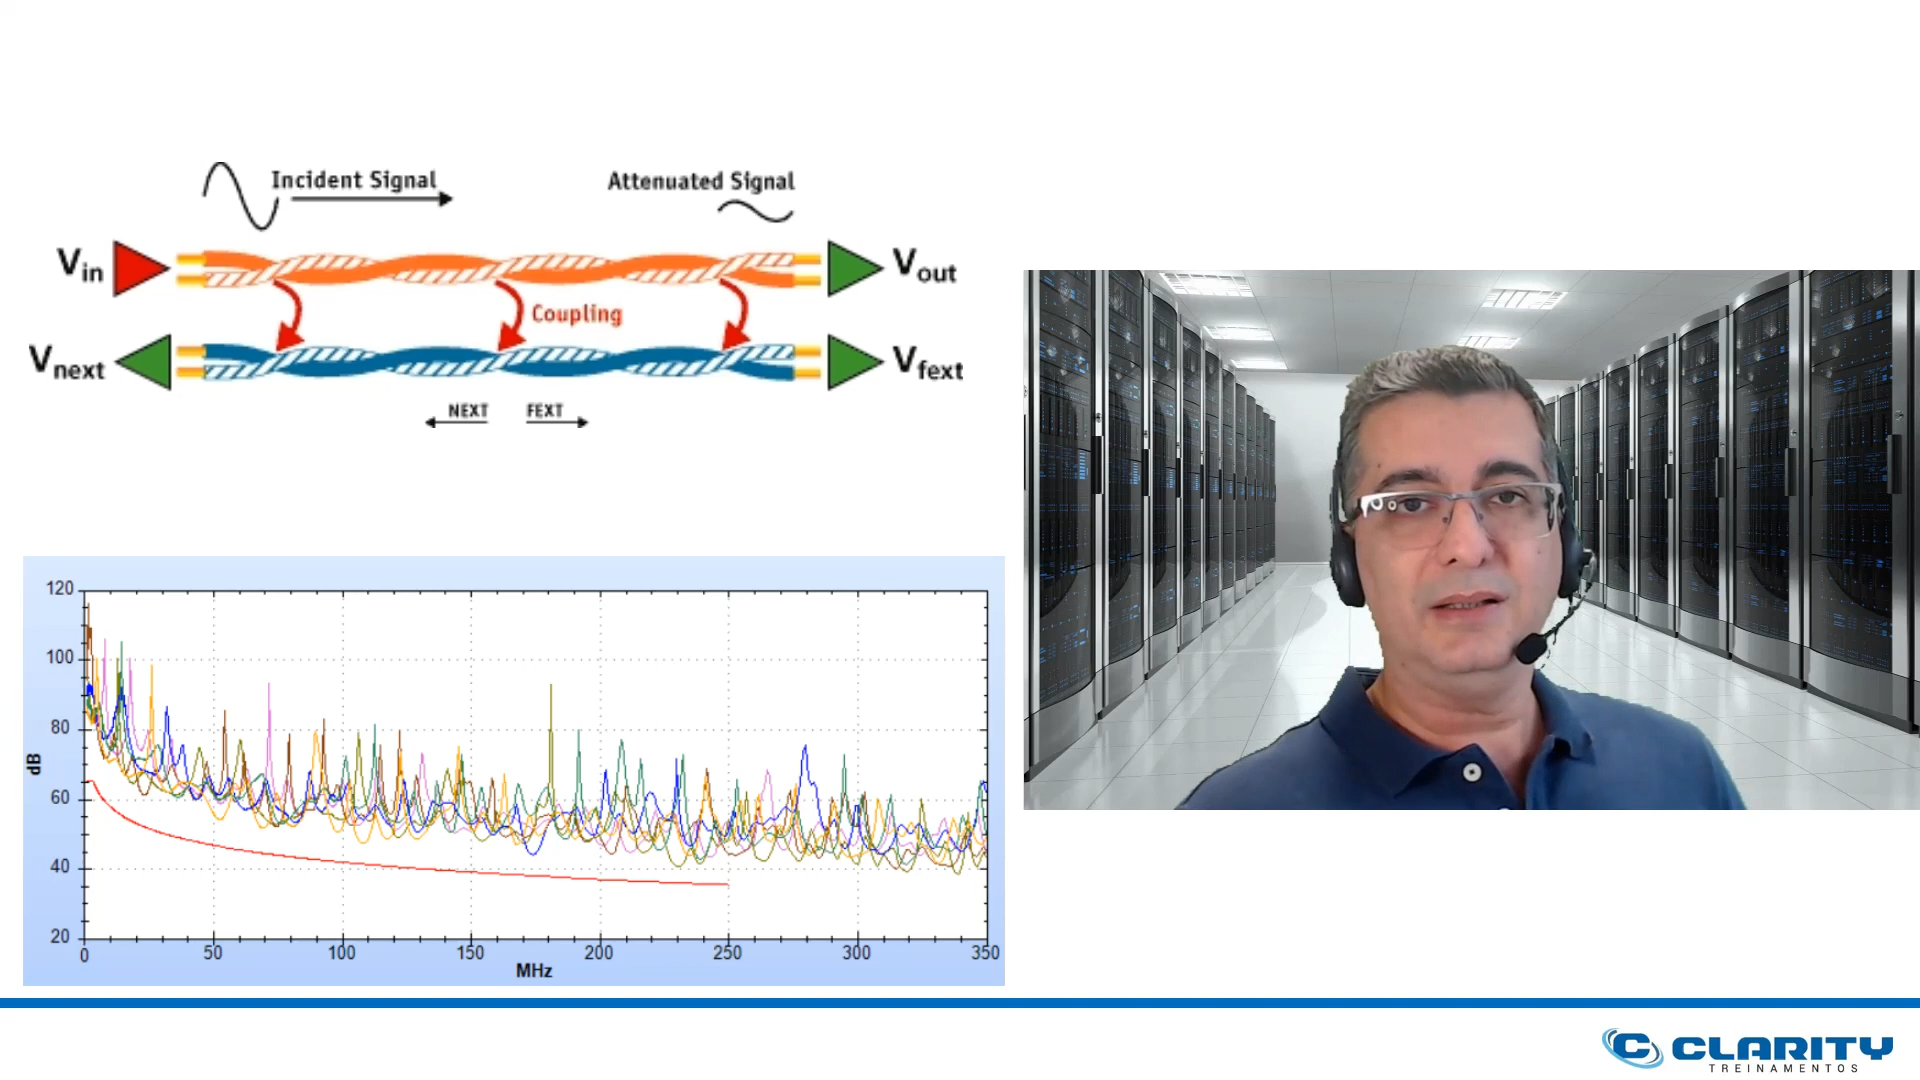 Incident Signal
Attenuated Signal
Vin
Vout
Coupling
Vnext
Vfext
NEXT FEXT
120
100
80
60
40
20
dB
0 50 100 150 200 250 300 350
MHz
CLARITY
TREINAMENTOS